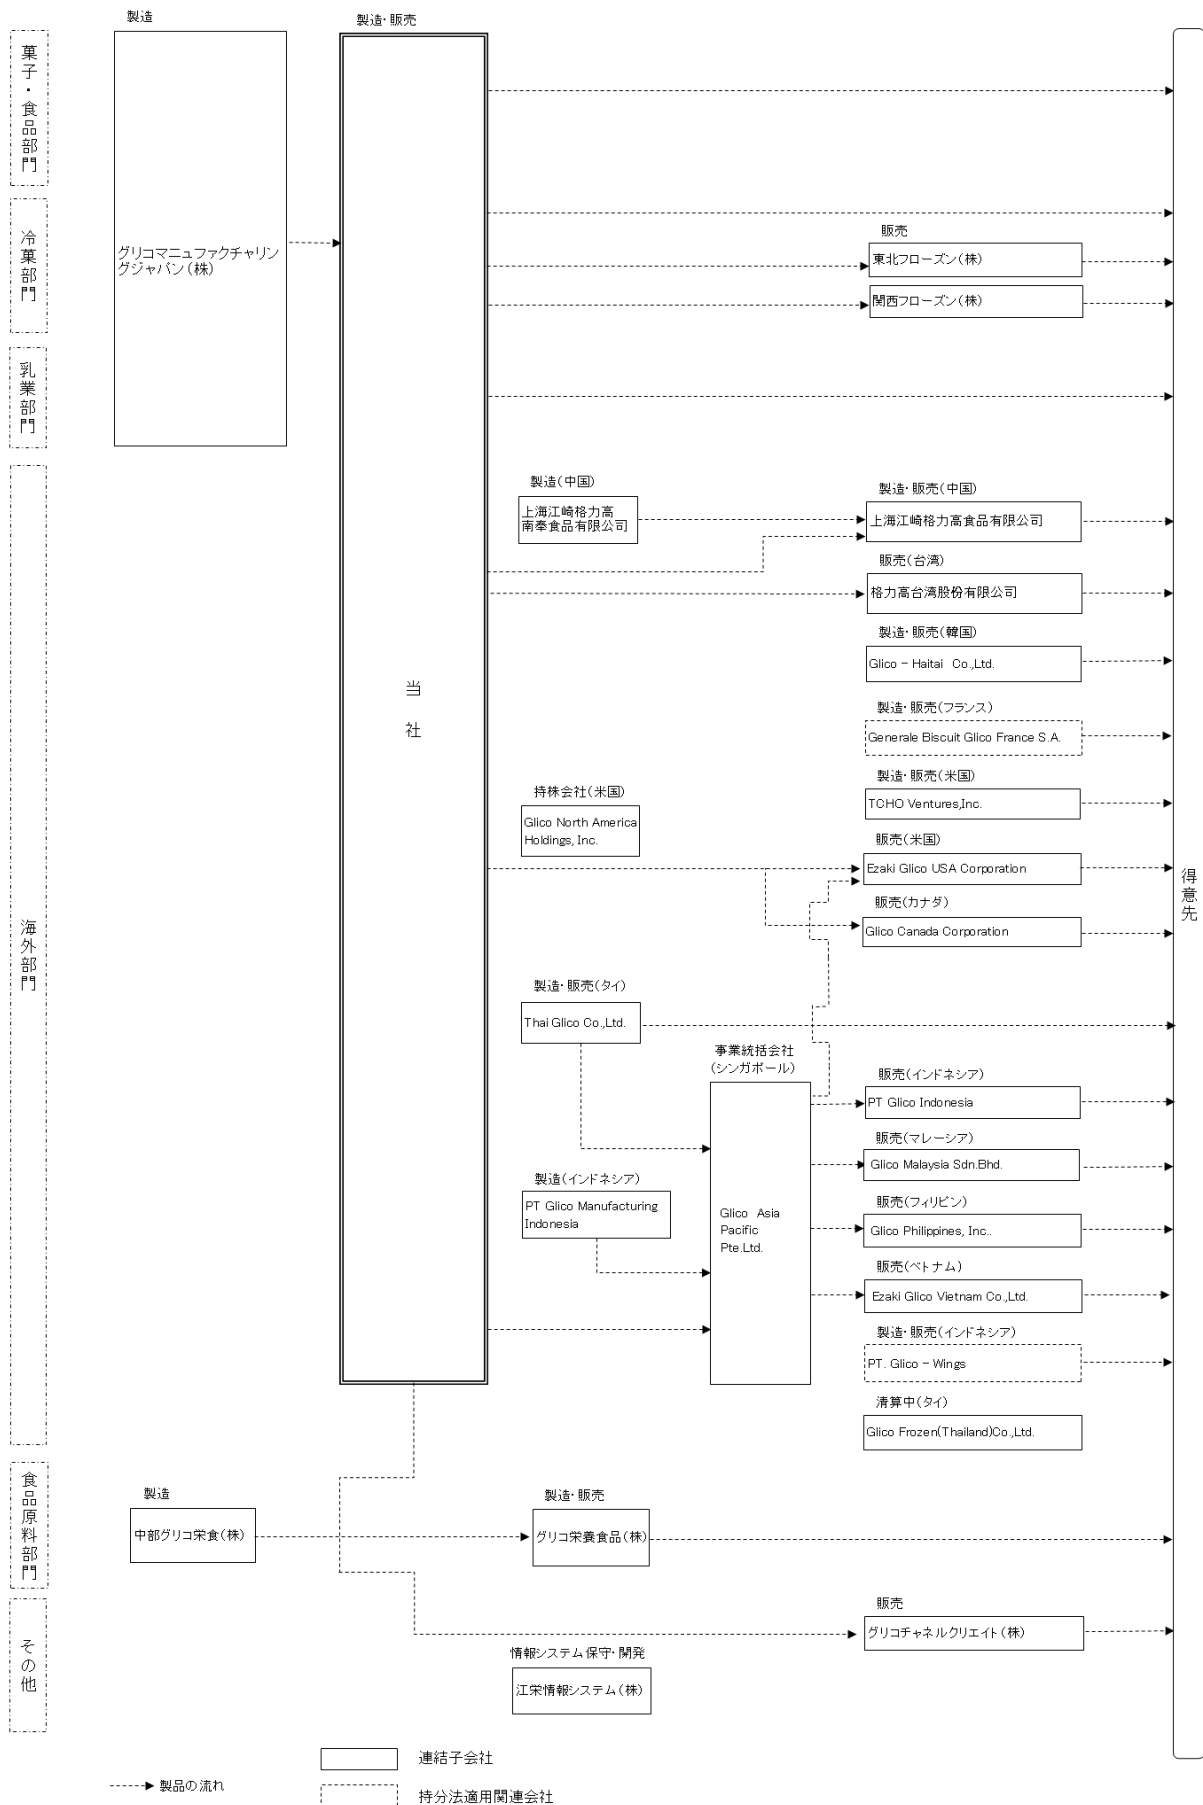 製造
製造・販売
菓子・食品部門
冷菓部門
グリコマニュファクチャリン
グジャパン(株)
販売
東北フローズン(株)
関西フローズン(株)
乳業部門
製造(中国)
上海江崎格力高
南奉食品有限公司
製造・販売(中国)
上海江崎格力高食品有限公司
販売(台湾)
格力高台湾股份有限公司
製造・販売(韓国)
Glico - Haitai Co.,Ltd.
当社
製造・販売(フランス)
Generale Biscuit Glico France S.A.
持株会社(米国)
Glico North America
Holdings, Inc.
製造・販売(米国)
TCHO Ventures,Inc.
販売(米国)
Ezaki Glico USA Corporation
得意先
販売(カナダ)
Glico Canada Corporation
海外部門
製造・販売(タイ)
Thai Glico Co.,Ltd.
事業統括会社
(シンガポール)
Glico Asia
Pacific
Pte.Ltd.
販売(インドネシア)
PT Glico Indonesia
販売(マレーシア)
Glico Malaysia Sdn.Bhd.
製造(インドネシア)
PT Glico Manufacturing
Indonesia
販売(フィリピン)
Glico Philippines, Inc..
販売(ベトナム)
Ezaki Glico Vietnam Co.,Ltd.
製造・販売(インドネシア)
PT. Glico - Wings
清算中(タイ)
Glico Frozen(Thailand)Co.,Ltd.
食品原料部門
製造
中部グリコ栄食(株)
製造・販売
グリコ栄養食品(株)
その他
販売
グリコチャネルクリエイト(株)
情報システム保守・開発
江栄情報システム(株)
連結子会社
製品の流れ
持分法適用関連会社